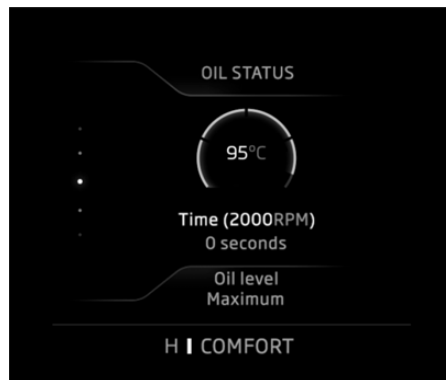 OIL STATUS
95°C
Time (2000RPM)
0 seconds
Oil level
Maximum
H COMFORT